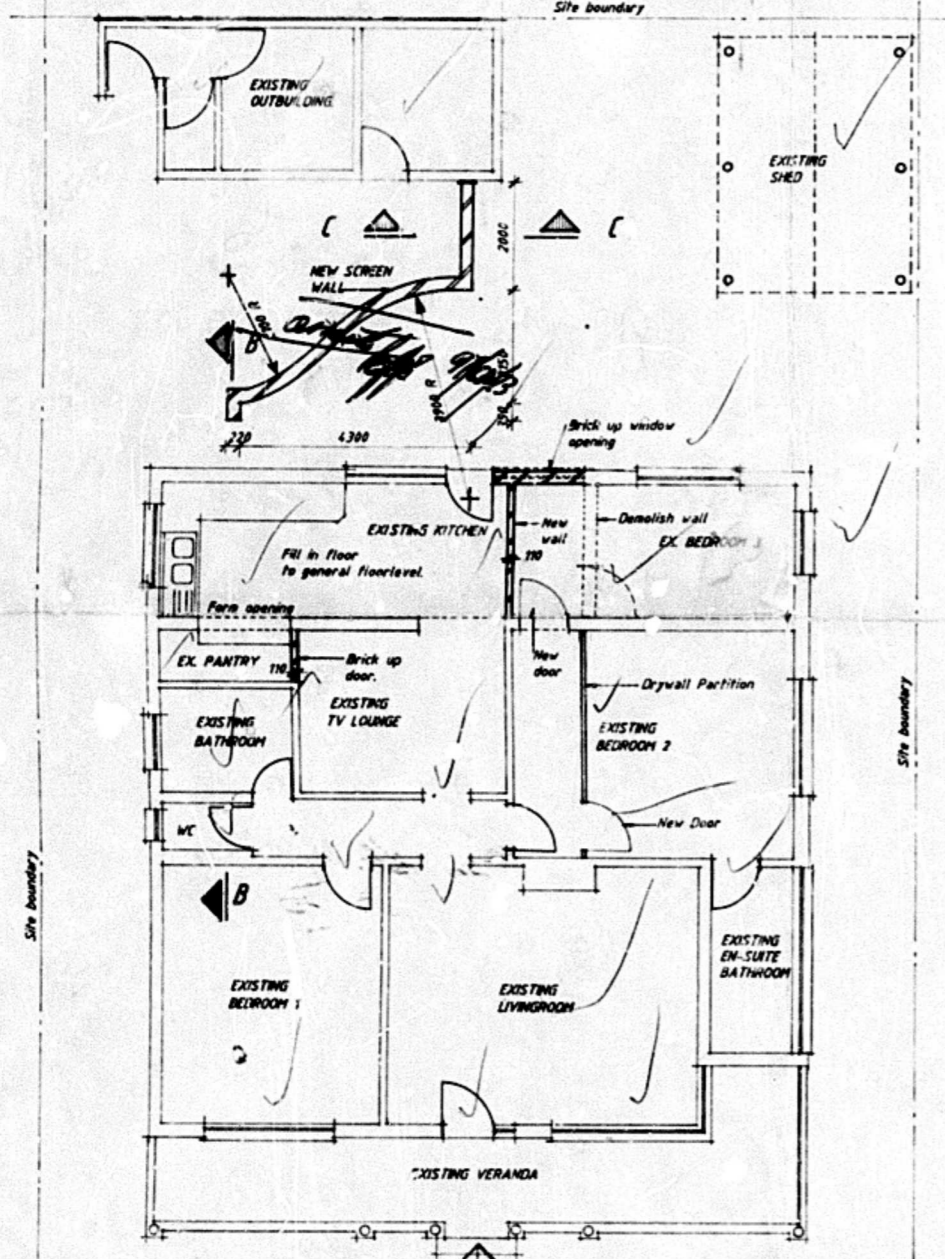 Site boundary
EXISTING
OUTBUILDING
EXISTING
SHED
C
C
2000
NEW SCREEN
WALL
B
3900 R
750
220
4300
Brick up window
opening
EXISTING KITCHEN
New
wall
110
Demolish wall
EX. BEDROOM 3
Fill in floor
to general floorlevel.
Form opening
EX. PANTRY
110
Brick up
door.
New
door
Drywall Partition
EXISTING
TV LOUNGE
EXISTING
BATHROOM
EXISTING
BEDROOM 2
Site boundary
New Door
WC
Site boundary
B
EXISTING
BEDROOM 1
EXISTING
LIVINGROOM
EXISTING
EN-SUITE
BATHROOM
EXISTING VERANDA